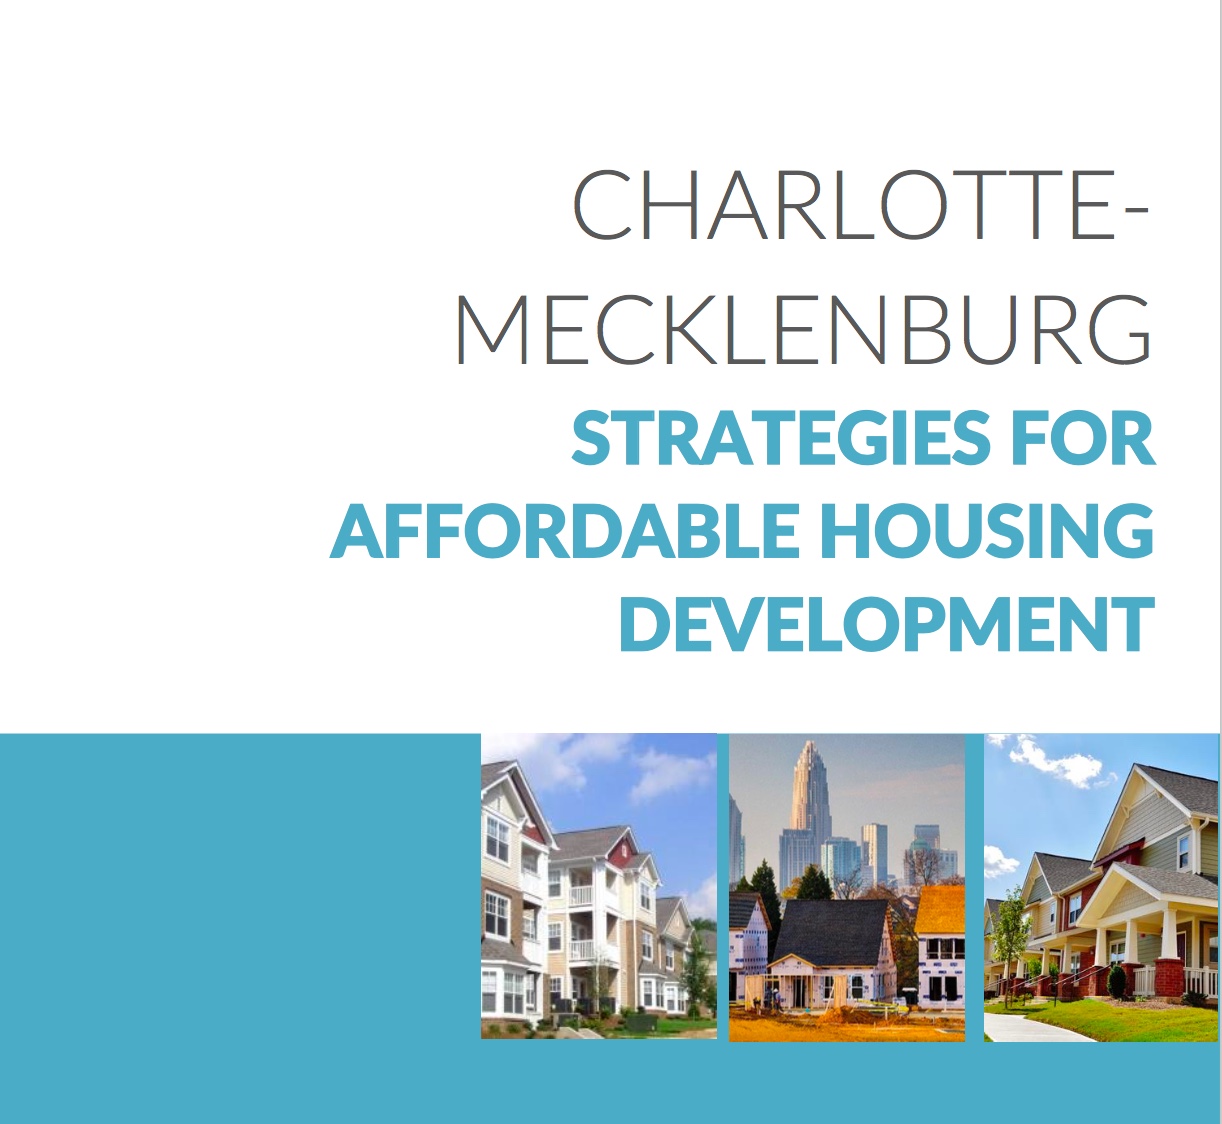 CHARLOTTE-
MECKLENBURG
STRATEGIES FOR
AFFORDABLE HOUSING
DEVELOPMENT